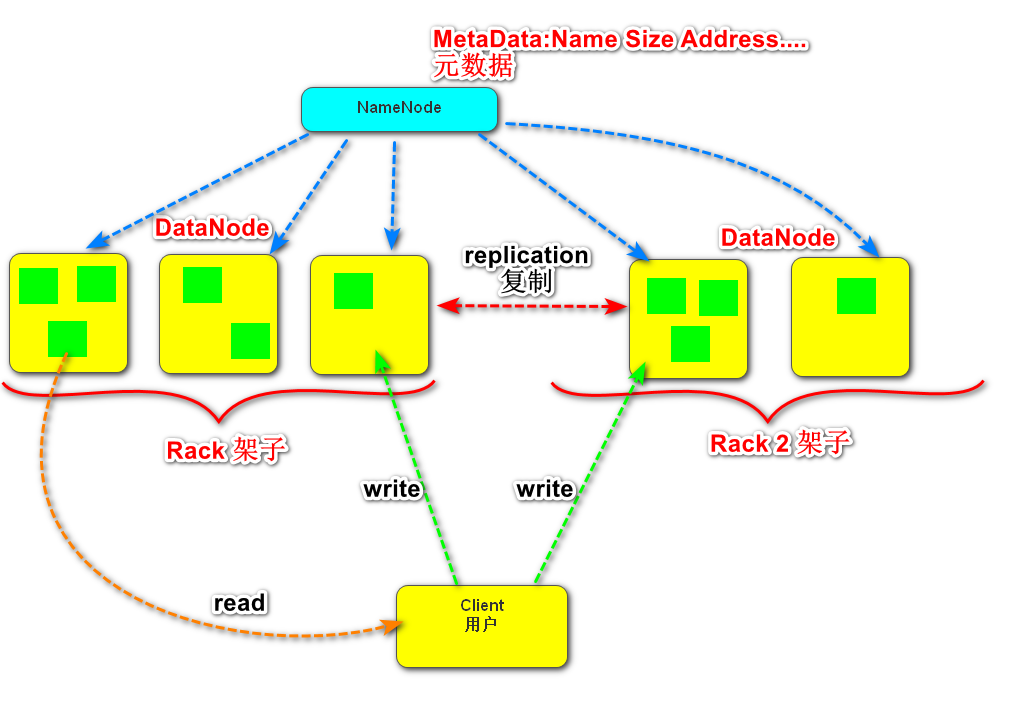 MetaData:Name Size Address....
元数据
NameNode
DataNode
DataNode
replication
复制
Rack 架子
Rack 2 架子
write
write
read
Client
用户